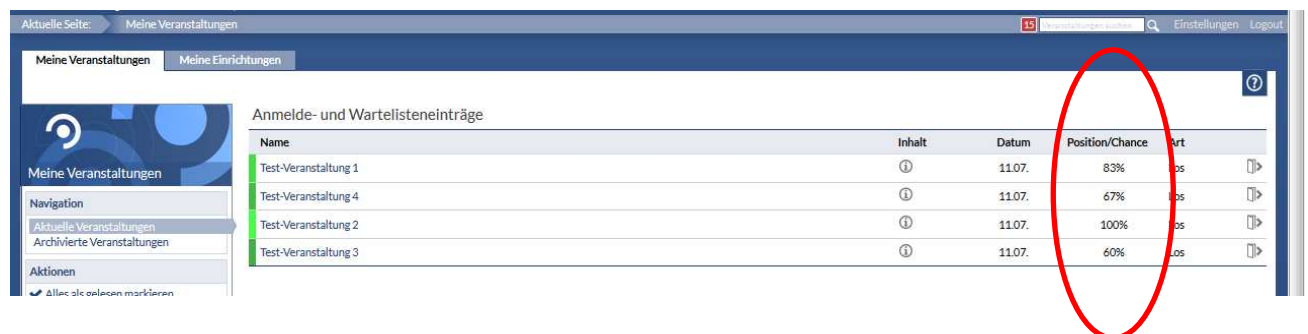 Aktuelle Seite: Meine Veranstaltungen 15 Veranstaltungen suchen Einstellungen Logout
Meine Veranstaltungen Meine Einrichtungen
Anmelde- und Wartelisteneinträge
Name Inhalt Datum Position/Chance Art
Test-Veranstaltung 1 11.07. 83% Los
Test-Veranstaltung 4 11.07. 67% Los
Test-Veranstaltung 2 11.07. 100% Los
Test-Veranstaltung 3 11.07. 60% Los
Meine Veranstaltungen
Navigation
Aktuelle Veranstaltungen
Archivierte Veranstaltungen
Aktionen
Alles als gelesen markieren